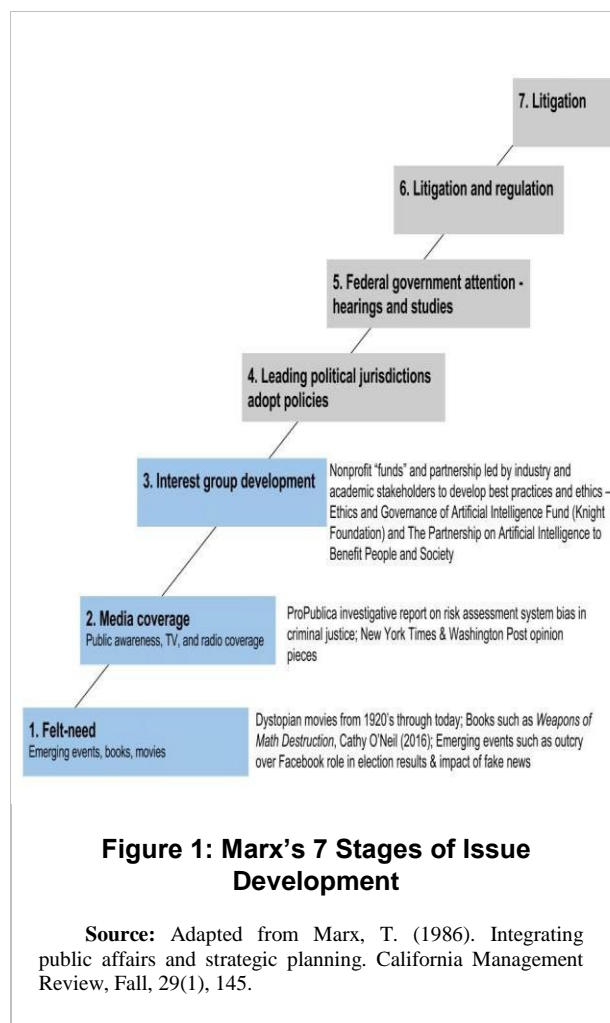 7. Litigation
6. Litigation and regulation
5. Federal government attention -
hearings and studies
4. Leading political jurisdictions
adopt policies
3. Interest group development
Nonprofit “funds” and partnership led by industry and
academic stakeholders to develop best practices and ethics –
Ethics and Governance of Artificial Intelligence Fund (Knight
Foundation) and The Partnership on Artificial Intelligence to
Benefit People and Society
2. Media coverage
Public awareness, TV, and radio coverage
ProPublica investigative report on risk assessment system bias in
criminal justice; New York Times & Washington Post opinion
pieces
1. Felt-need
Emerging events, books, movies
Dystopian movies from 1920’s through today; Books such as Weapons of
Math Destruction, Cathy O’Neil (2016); Emerging events such as outcry
over Facebook role in election results & impact of fake news
Figure 1: Marx’s 7 Stages of Issue
Development
Source: Adapted from Marx, T. (1986). Integrating
public affairs and strategic planning. California Management
Review, Fall, 29(1), 145.